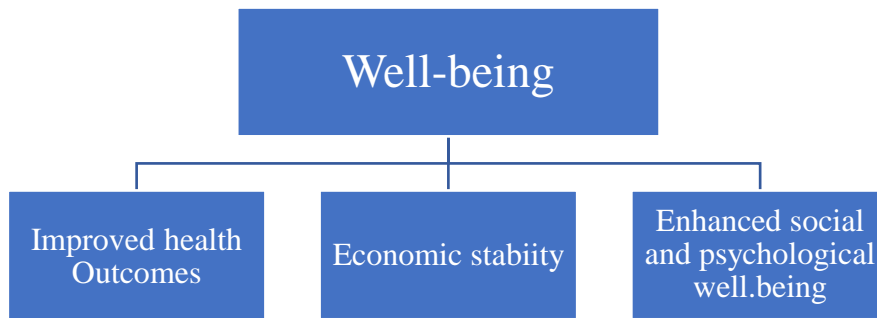 Well-being
Improved health
Outcomes
Economic stabiity
Enhanced social
and psychological
well.being